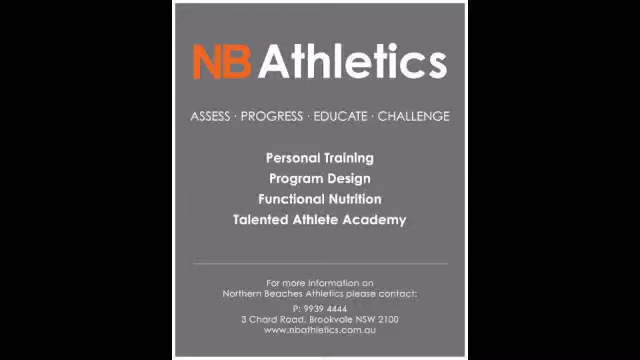 NB Athletics
ASSESS · PROGRESS · EDUCATE · CHALLENGE
Personal Training
Program Design
Functional Nutrition
Talented Athlete Academy
For more information on
Northern Beaches Athletics please contact:
P: 9939 4444
3 Chard Road, Brookvale NSW 2100
www.nbathletics.com.au